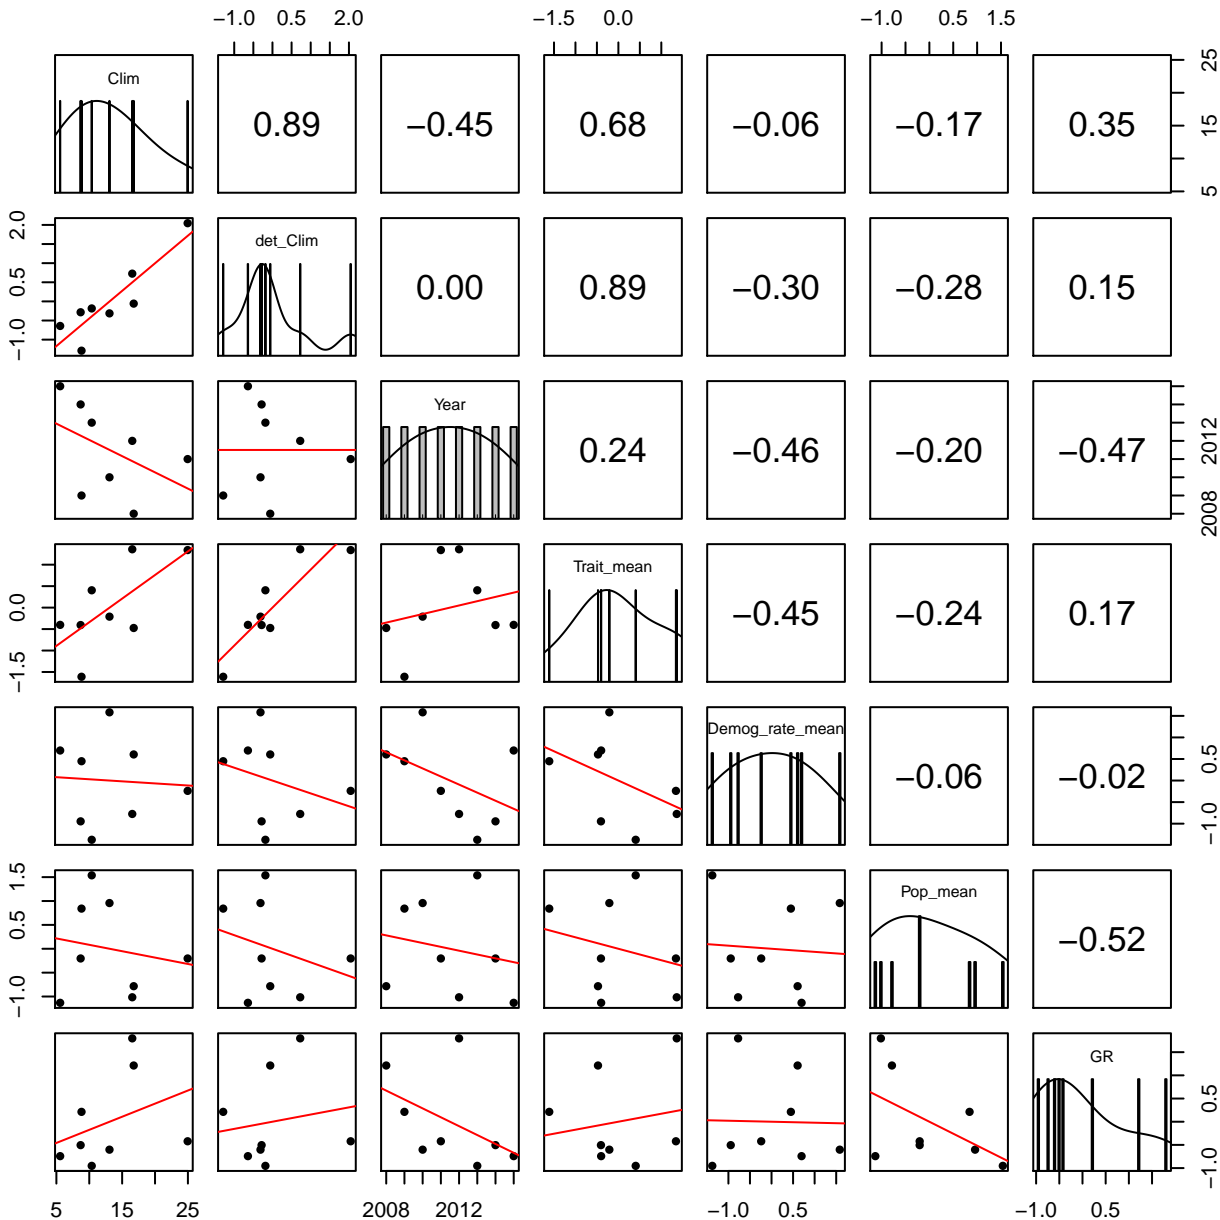 −1.0 0.5 2.0 −1.5 0.0 −1.0 0.5 1.5
Clim 0.89 −0.45 0.68 −0.06 −0.17 0.35 5 15 25
−1.0 0.5 2.0 det_Clim 0.00 0.89 −0.30 −0.28 0.15
Year 0.24 −0.46 −0.20 −0.47 2008 2012
−1.5 0.0 Trait_mean −0.45 −0.24 0.17
Demog_rate_mean −0.06 −0.02 −1.0 0.5
−1.0 0.5 1.5 Pop_mean −0.52
GR −1.0 0.5
5 15 25 2008 2012 −1.0 0.5 −1.0 0.5